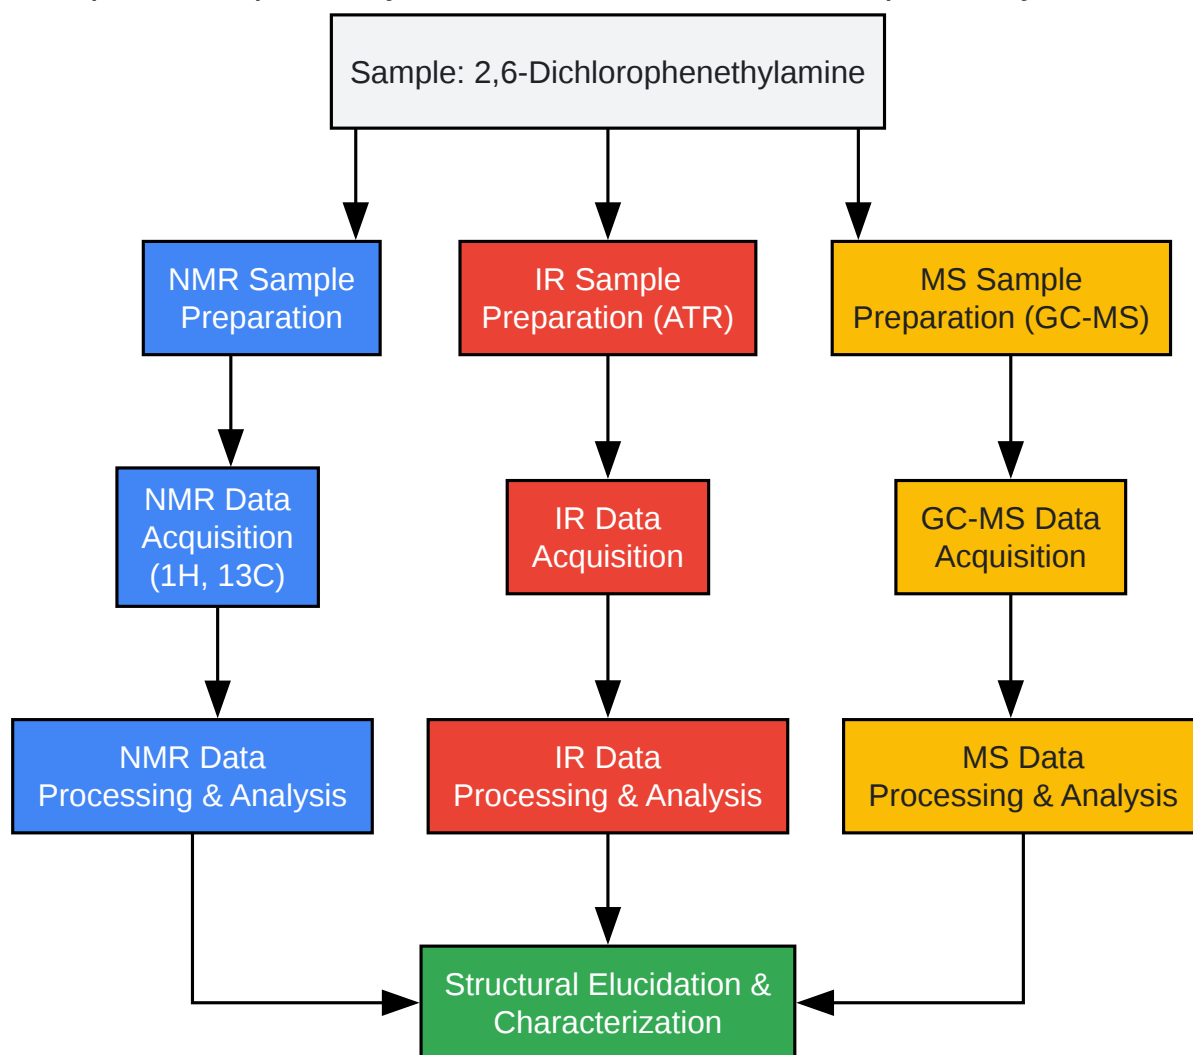 Sample: 2,6-Dichlorophenethylamine
NMR Sample
Preparation
IR Sample
Preparation (ATR)
MS Sample
Preparation (GC-MS)
NMR Data
Acquisition
(1H, 13C)
IR Data
Acquisition
GC-MS Data
Acquisition
NMR Data
Processing & Analysis
IR Data
Processing & Analysis
MS Data
Processing & Analysis
Structural Elucidation &
Characterization